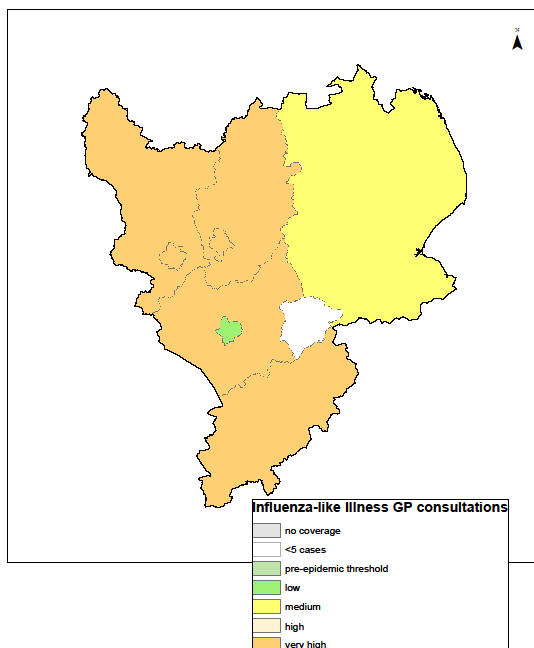 Influenza-like Illness GP consultations
no coverage
<5 cases
pre-epidemic threshold
low
medium
high
very high